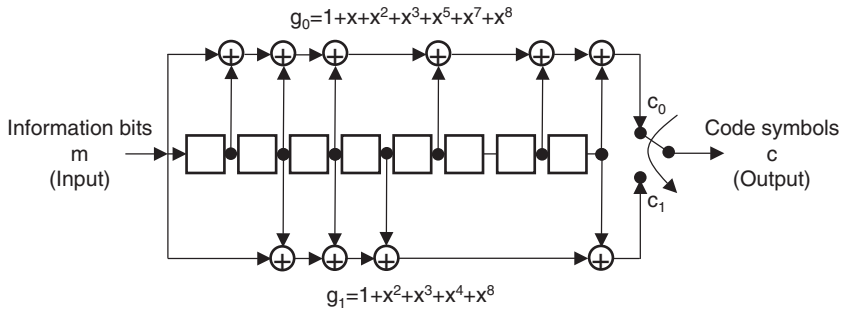 g₀=1+x+x²+x³+x⁵+x⁷+x⁸
Information bits
m
(Input)
c₀
Code symbols
c
(Output)
c₁
g₁=1+x²+x³+x⁴+x⁸